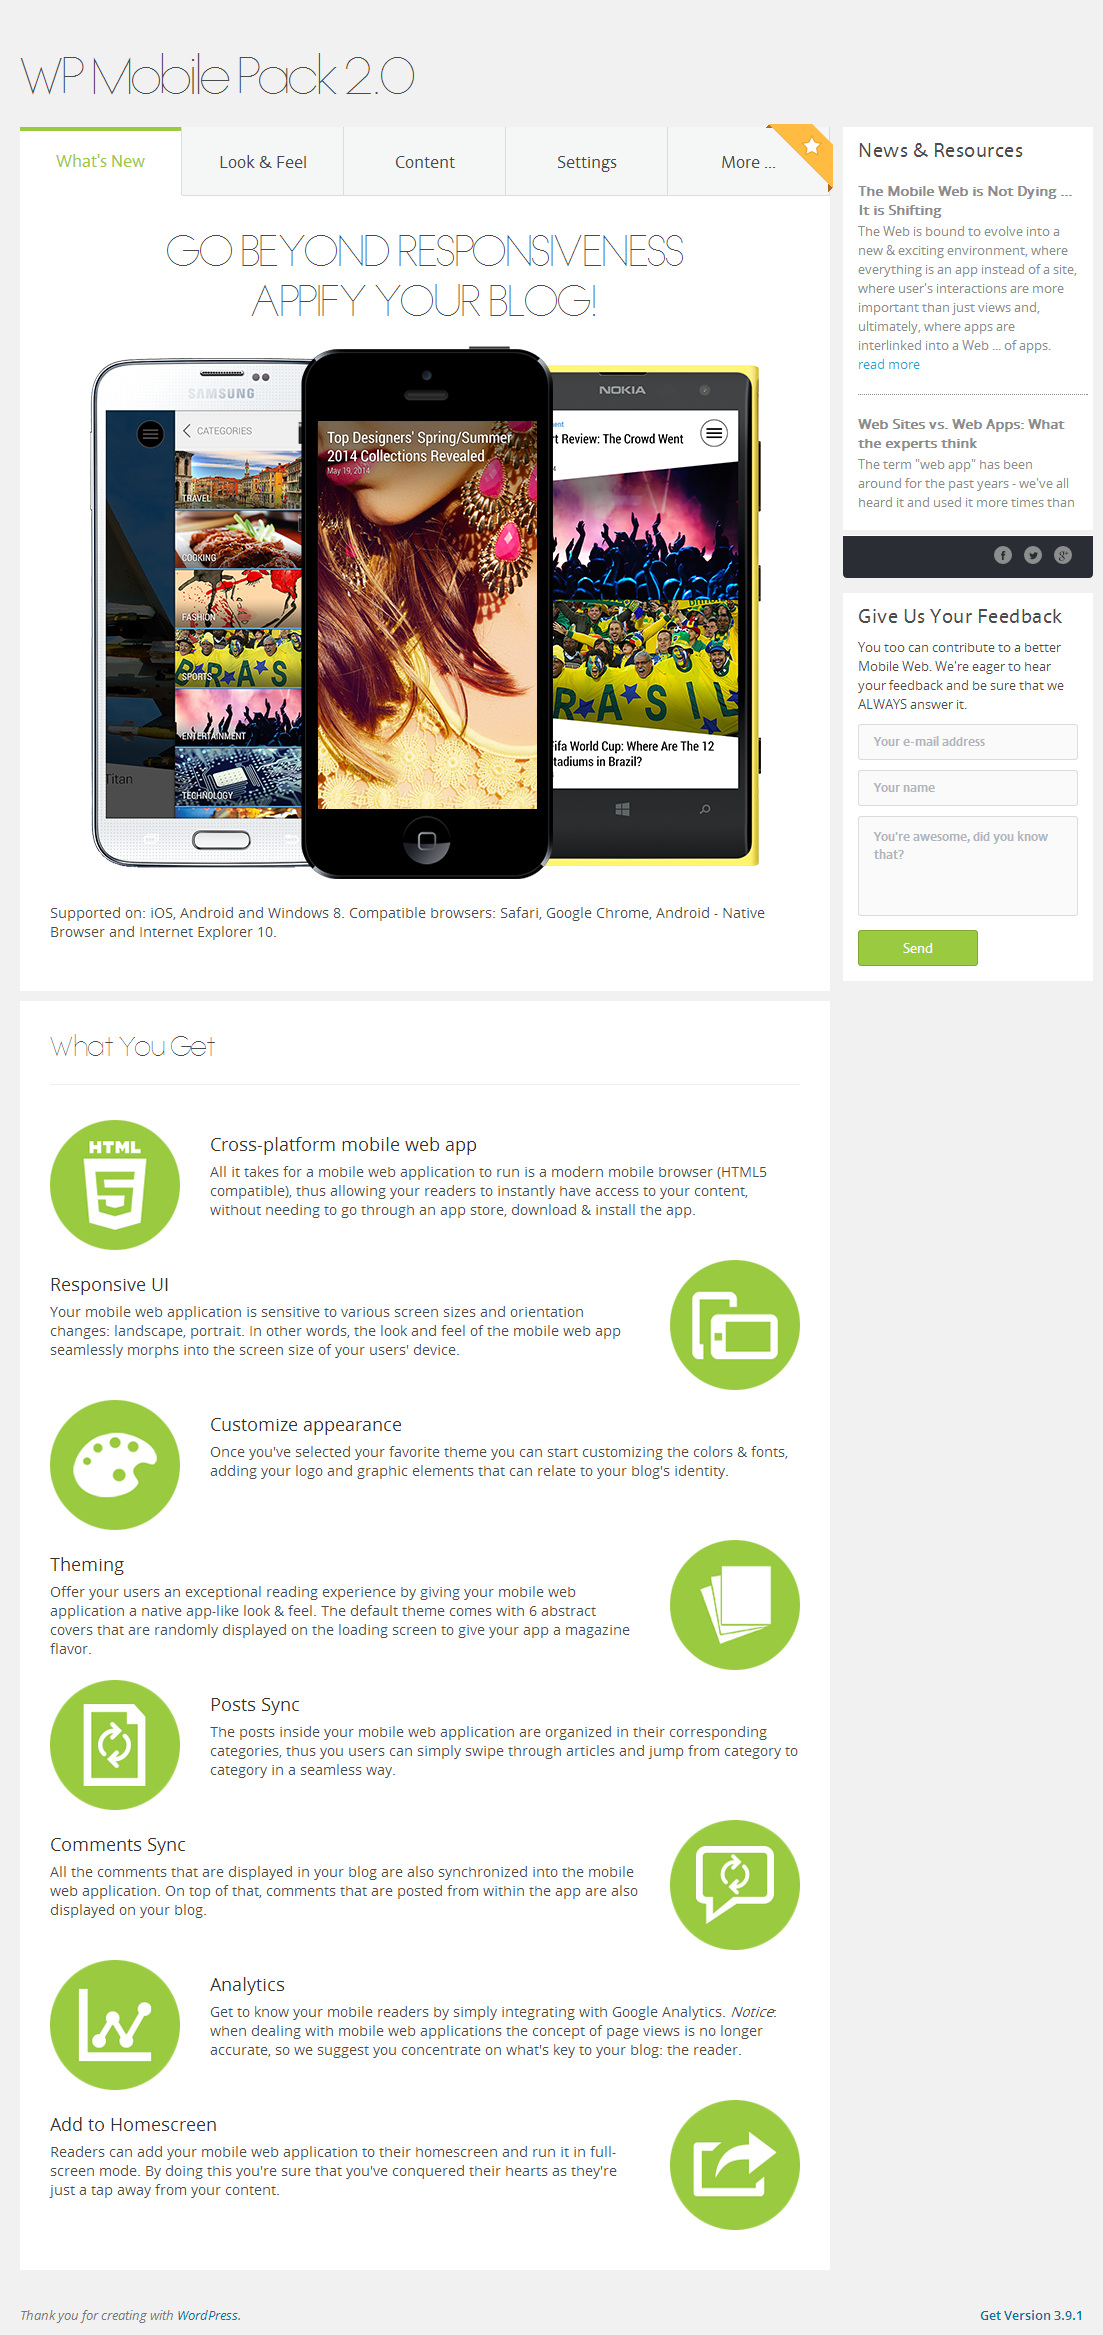 WP Mobile Pack 2.0
What's New
Look & Feel
Content
Settings
More ...
GO BEYOND RESPONSIVENESS
APPIFY YOUR BLOG!
SAMSUNG
CATEGORIES
TRAVEL
COOKING
FASHION
SPORTS
ENTERTAINMENT
TECHNOLOGY
Titan
Top Designers' Spring/Summer
2014 Collections Revealed
May 19, 2014
NOKIA
Review: The Crowd Went
BRASIL
Fifa World Cup: Where Are The 12
Stadiums in Brazil?
Supported on: iOS, Android and Windows 8. Compatible browsers: Safari, Google Chrome, Android - Native
Browser and Internet Explorer 10.
What You Get
HTML
5
Cross-platform mobile web app
All it takes for a mobile web application to run is a modern mobile browser (HTML5
compatible), thus allowing your readers to instantly have access to your content,
without needing to go through an app store, download & install the app.
Responsive UI
Your mobile web application is sensitive to various screen sizes and orientation
changes: landscape, portrait. In other words, the look and feel of the mobile web app
seamlessly morphs into the screen size of your users' device.
Customize appearance
Once you've selected your favorite theme you can start customizing the colors & fonts,
adding your logo and graphic elements that can relate to your blog's identity.
Theming
Offer your users an exceptional reading experience by giving your mobile web
application a native app-like look & feel. The default theme comes with 6 abstract
covers that are randomly displayed on the loading screen to give your app a magazine
flavor.
Posts Sync
The posts inside your mobile web application are organized in their corresponding
categories, thus you users can simply swipe through articles and jump from category to
category in a seamless way.
Comments Sync
All the comments that are displayed in your blog are also synchronized into the mobile
web application. On top of that, comments that are posted from within the app are also
displayed on your blog.
Analytics
Get to know your mobile readers by simply integrating with Google Analytics. Notice:
when dealing with mobile web applications the concept of page views is no longer
accurate, so we suggest you concentrate on what's key to your blog: the reader.
Add to Homescreen
Readers can add your mobile web application to their homescreen and run it in full-
screen mode. By doing this you're sure that you've conquered their hearts as they're
just a tap away from your content.
News & Resources
The Mobile Web is Not Dying ...
It is Shifting
The Web is bound to evolve into a
new & exciting environment, where
everything is an app instead of a site,
where user's interactions are more
important than just views and,
ultimately, where apps are
interlinked into a Web ... of apps.
read more
Web Sites vs. Web Apps: What
the experts think
The term "web app" has been
around for the past years - we've all
heard it and used it more times than
Give Us Your Feedback
You too can contribute to a better
Mobile Web. We're eager to hear
your feedback and be sure that we
ALWAYS answer it.
Your e-mail address
Your name
You're awesome, did you know
that?
Send
Thank you for creating with WordPress.
Get Version 3.9.1